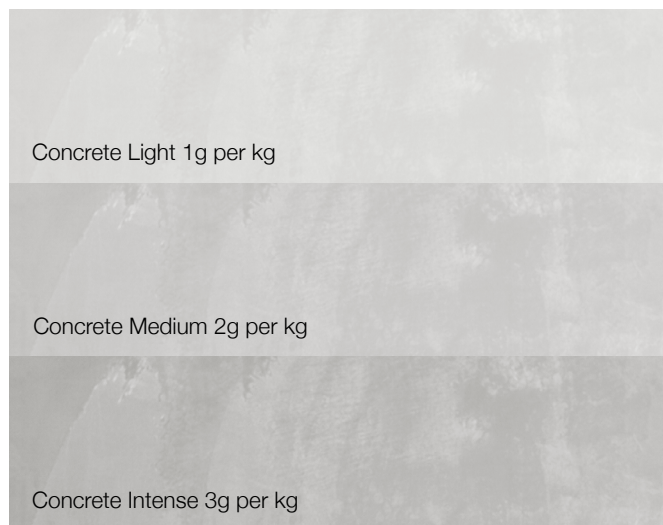 Concrete Light 1g per kg
Concrete Medium 2g per kg
Concrete Intense 3g per kg